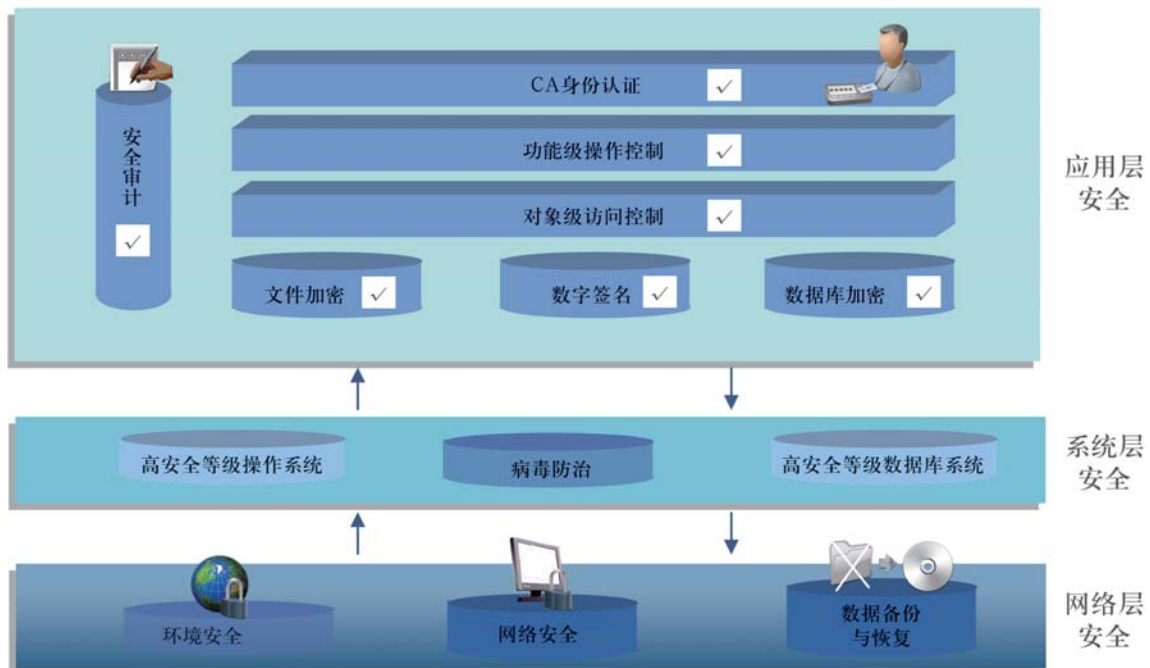 CA身份认证 √
功能级操作控制 √
对象级访问控制 √
安全审计 √
文件加密 √
数字签名 √
数据库加密 √
应用层
安全
高安全等级操作系统
病毒防治
高安全等级数据库系统
系统层
安全
环境安全
网络安全
数据备份
与恢复
网络层
安全